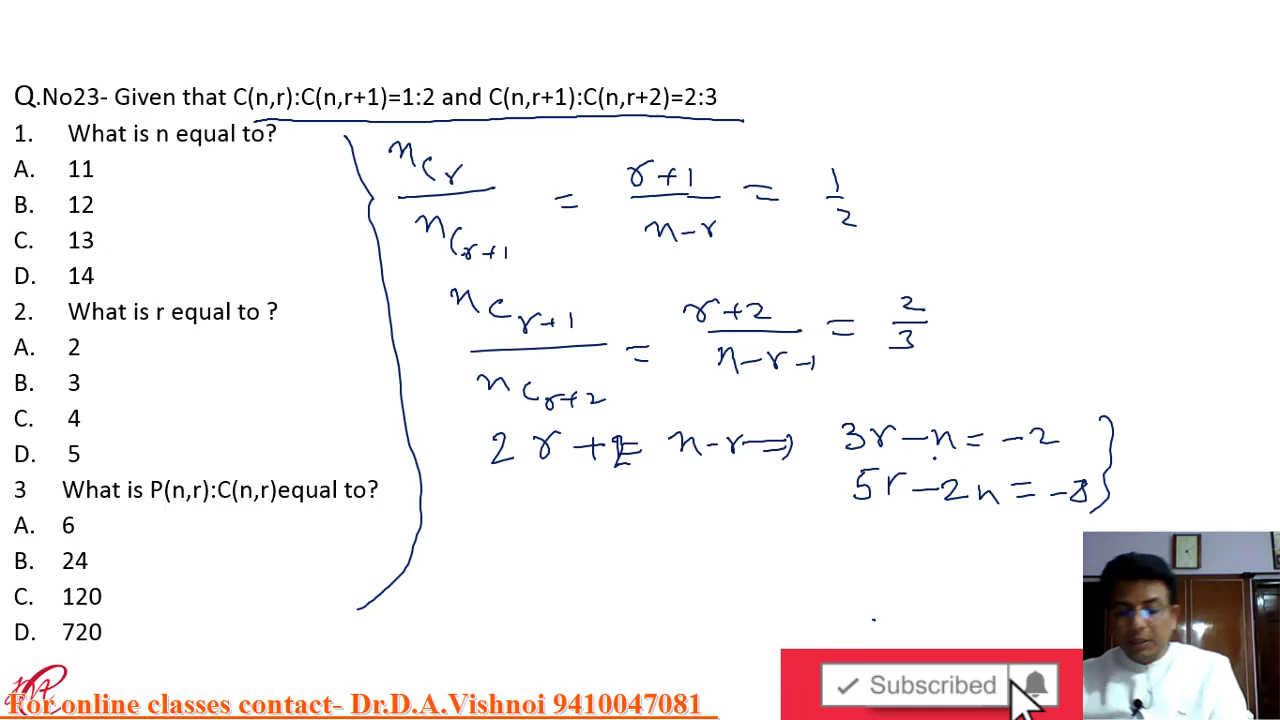 Q.No23- Given that C(n,r):C(n,r+1)=1:2 and C(n,r+1):C(n,r+2)=2:3
1. What is n equal to?
A. 11
B. 12
C. 13
D. 14
2. What is r equal to ?
A. 2
B. 3
C. 4
D. 5
3 What is P(n,r):C(n,r)equal to?
A. 6
B. 24
C. 120
D. 720
nCr / nCr+1 = r+1 / n-r = 1/2
nCr+1 / nCr+2 = r+2 / n-r-1 = 2/3
2r+2= n-r ⇒ 3r-n=-2
5r-2n=-8
For online classes contact- Dr.D.A.Vishnoi 9410047081
Subscribed